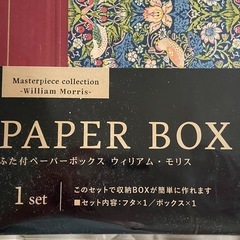 Masterpiece collection
-William Morris-
PAPER BOX
ふた付ペーパーボックス ウィリアム・モリス
1 set
このセットで収納BOXが簡単に作れます
■セット内容:フタ×1/ボックス×1